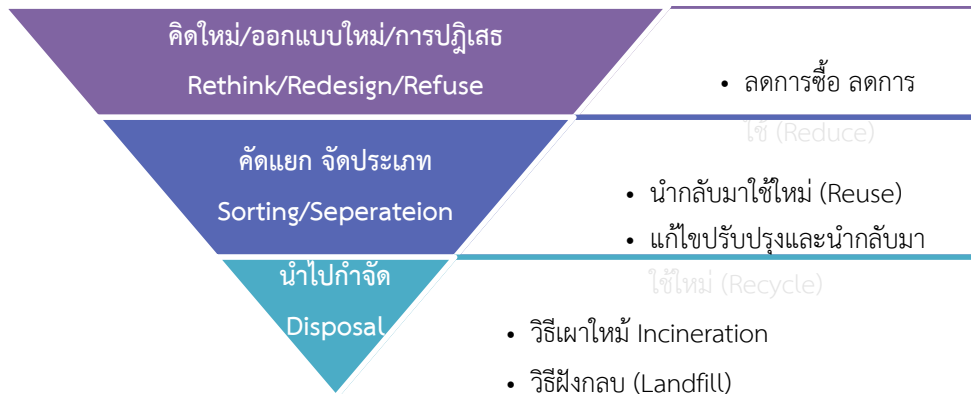 คิดใหม่/ออกแบบใหม่/การปฏิเสธ
Rethink/Redesign/Refuse
• ลดการซื้อ ลดการ
ใช้ (Reduce)
คัดแยก จัดประเภท
Sorting/Seperateion
• นำกลับมาใช้ใหม่ (Reuse)
• แก้ไขปรับปรุงและนำกลับมา
ใช้ใหม่ (Recycle)
นำไปกำจัด
Disposal
• วิธีเผาใหม้ Incineration
• วิธีฝังกลบ (Landfill)